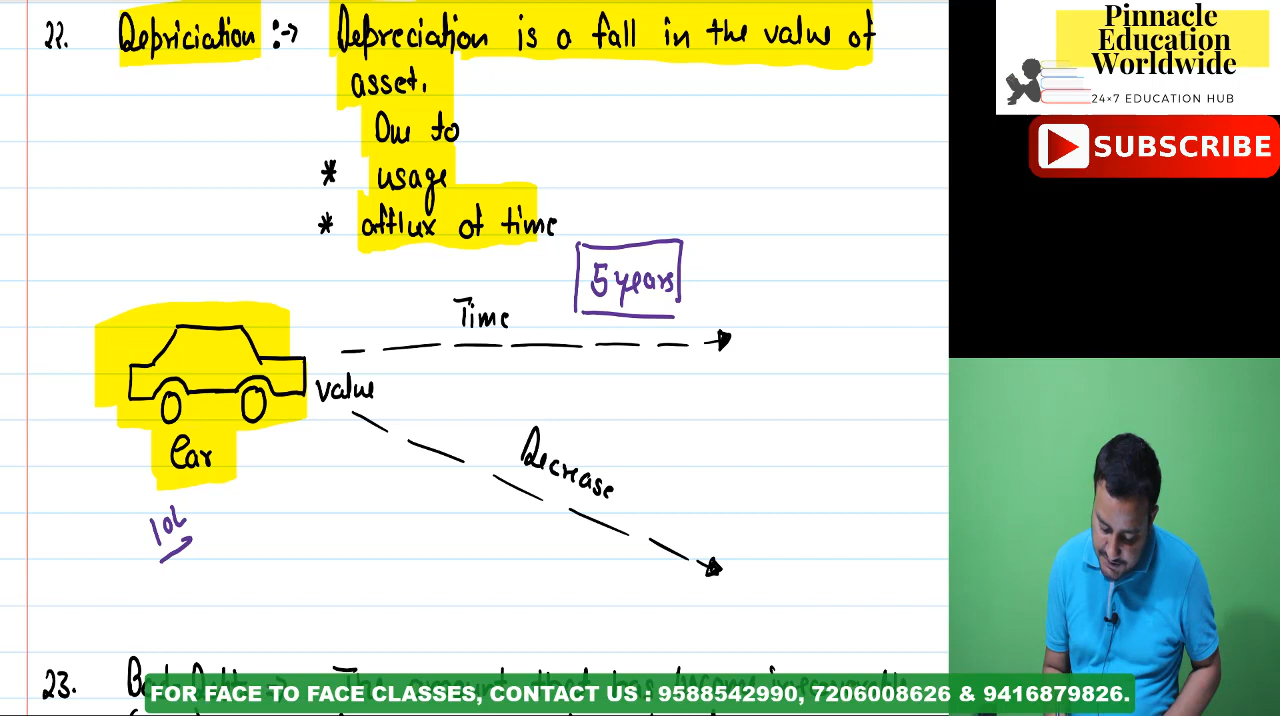 22. Depriciation :→ Depreciation is a fall in the value of
asset.
Due to
* usage
* afflux of time
5 years
Time
value
Car
Decrease
10L
23.
FOR FACE TO FACE CLASSES, CONTACT US : 9588542990, 7206008626 & 9416879826.
Pinnacle
Education
Worldwide
24×7 EDUCATION HUB
SUBSCRIBE